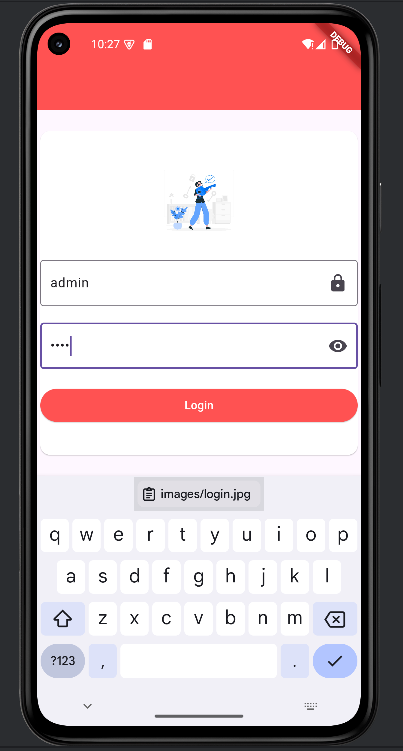 10:27
DEBUG
admin
••••
Login
images/login.jpg
q w e r t y u i o p
a s d f g h j k l
z x c v b n m
?123 , .